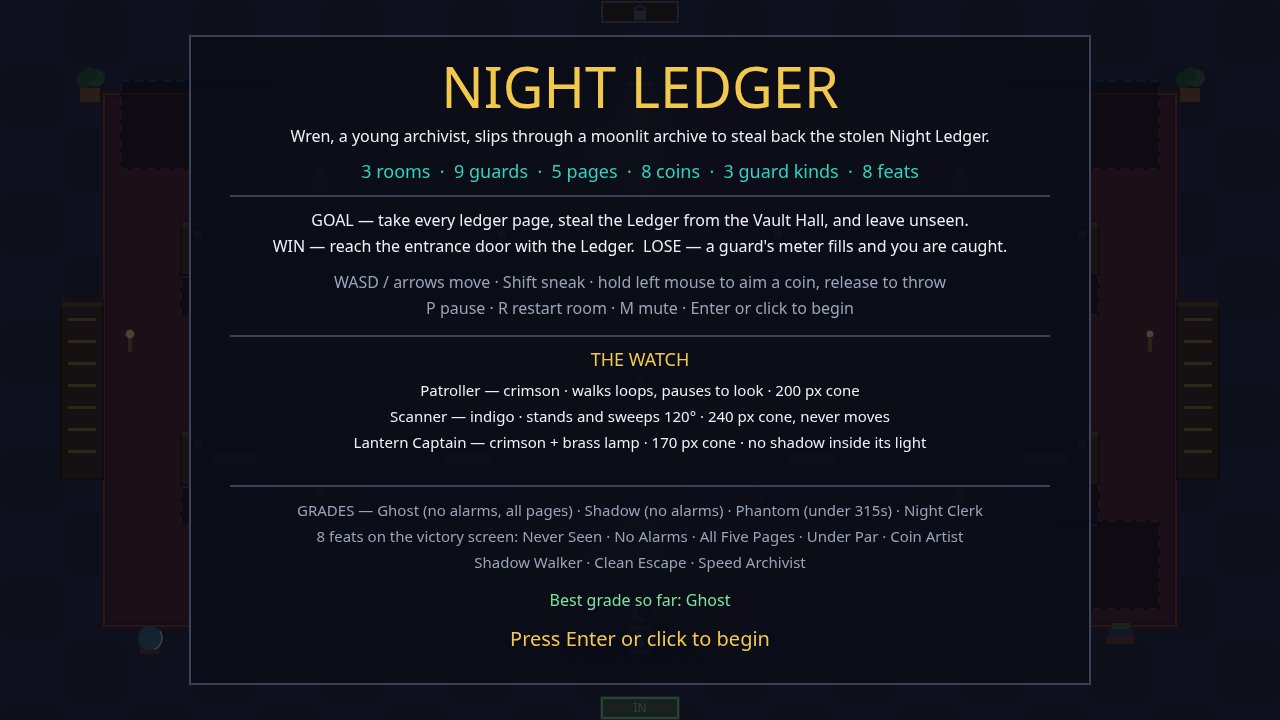 NIGHT LEDGER
Wren, a young archivist, slips through a moonlit archive to steal back the stolen Night Ledger.
3 rooms · 9 guards · 5 pages · 8 coins · 3 guard kinds · 8 feats
GOAL — take every ledger page, steal the Ledger from the Vault Hall, and leave unseen.
WIN — reach the entrance door with the Ledger. LOSE — a guard's meter fills and you are caught.
WASD / arrows move · Shift sneak · hold left mouse to aim a coin, release to throw
P pause · R restart room · M mute · Enter or click to begin
THE WATCH
Patroller — crimson · walks loops, pauses to look · 200 px cone
Scanner — indigo · stands and sweeps 120° · 240 px cone, never moves
Lantern Captain — crimson + brass lamp · 170 px cone · no shadow inside its light
GRADES — Ghost (no alarms, all pages) · Shadow (no alarms) · Phantom (under 315s) · Night Clerk
8 feats on the victory screen: Never Seen · No Alarms · All Five Pages · Under Par · Coin Artist
Shadow Walker · Clean Escape · Speed Archivist
Best grade so far: Ghost
Press Enter or click to begin
IN